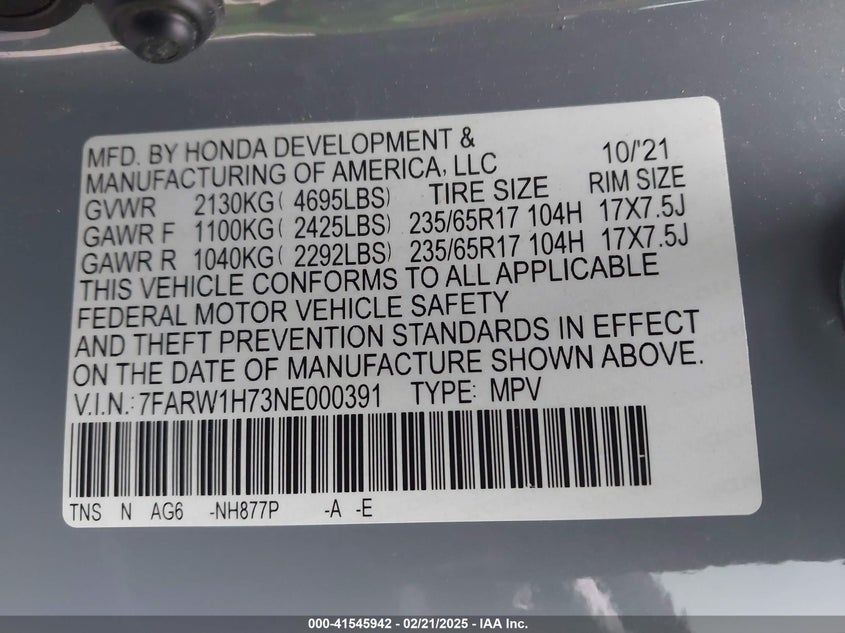 MFD. BY HONDA DEVELOPMENT &
MANUFACTURING OF AMERICA, LLC 10/'21
GVWR 2130KG( 4695LBS) TIRE SIZE RIM SIZE
GAWR F 1100KG( 2425LBS) 235/65R17 104H 17X7.5J
GAWR R 1040KG( 2292LBS) 235/65R17 104H 17X7.5J
THIS VEHICLE CONFORMS TO ALL APPLICABLE
FEDERAL MOTOR VEHICLE SAFETY
AND THEFT PREVENTION STANDARDS IN EFFECT
ON THE DATE OF MANUFACTURE SHOWN ABOVE.
V.I.N.: 7FARW1H73NE000391 TYPE: MPV
TNS N AG6 -NH877P -A -E
000-41545942 - 02/21/2025 - IAA Inc.